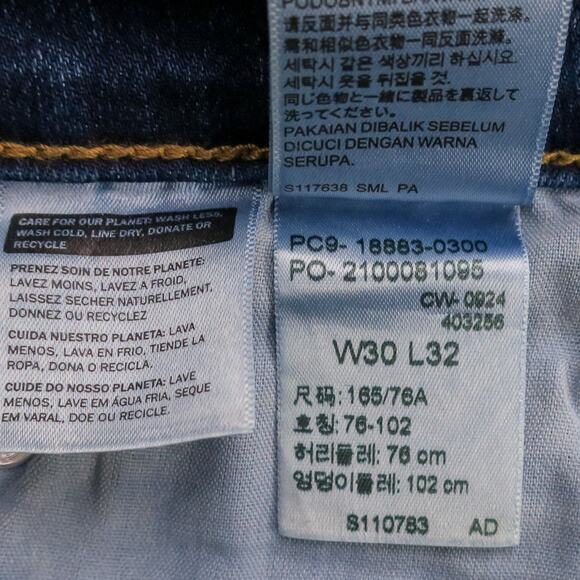 请反面并与同类色衣物一起洗涤.
需和相似色衣物一同反面洗涤.
세탁시 같은 색상끼리 하십시요.
세탁시 옷을 뒤집을 것.
同じ色物と一緒に製品を裏返して
洗ってください。
PAKAIAN DIBALIK SEBELUM
DICUCI DENGAN WARNA
SERUPA.
S117638 SML PA
CARE FOR OUR PLANET: WASH LESS,
WASH COLD, LINE DRY, DONATE OR
RECYCLE
PRENEZ SOIN DE NOTRE PLANETE:
LAVEZ MOINS, LAVEZ A FROID,
LAISSEZ SECHER NATURELLEMENT,
DONNEZ OU RECYCLEZ
CUIDA NUESTRO PLANETA: LAVA
MENOS, LAVA EN FRIO, TIENDE LA
ROPA, DONA O RECICLA.
CUIDE DO NOSSO PLANETA: LAVE
MENOS, LAVE EM ÁGUA FRIA, SEQUE
EM VARAL, DOE OU RECICLE.
PC9- 18883-0300
PO- 2100081095
CW- 0924
403256
W30 L32
尺码: 165/76A
호칭: 76-102
허리둘레: 76 cm
엉덩이둘레: 102 cm
S110783 AD